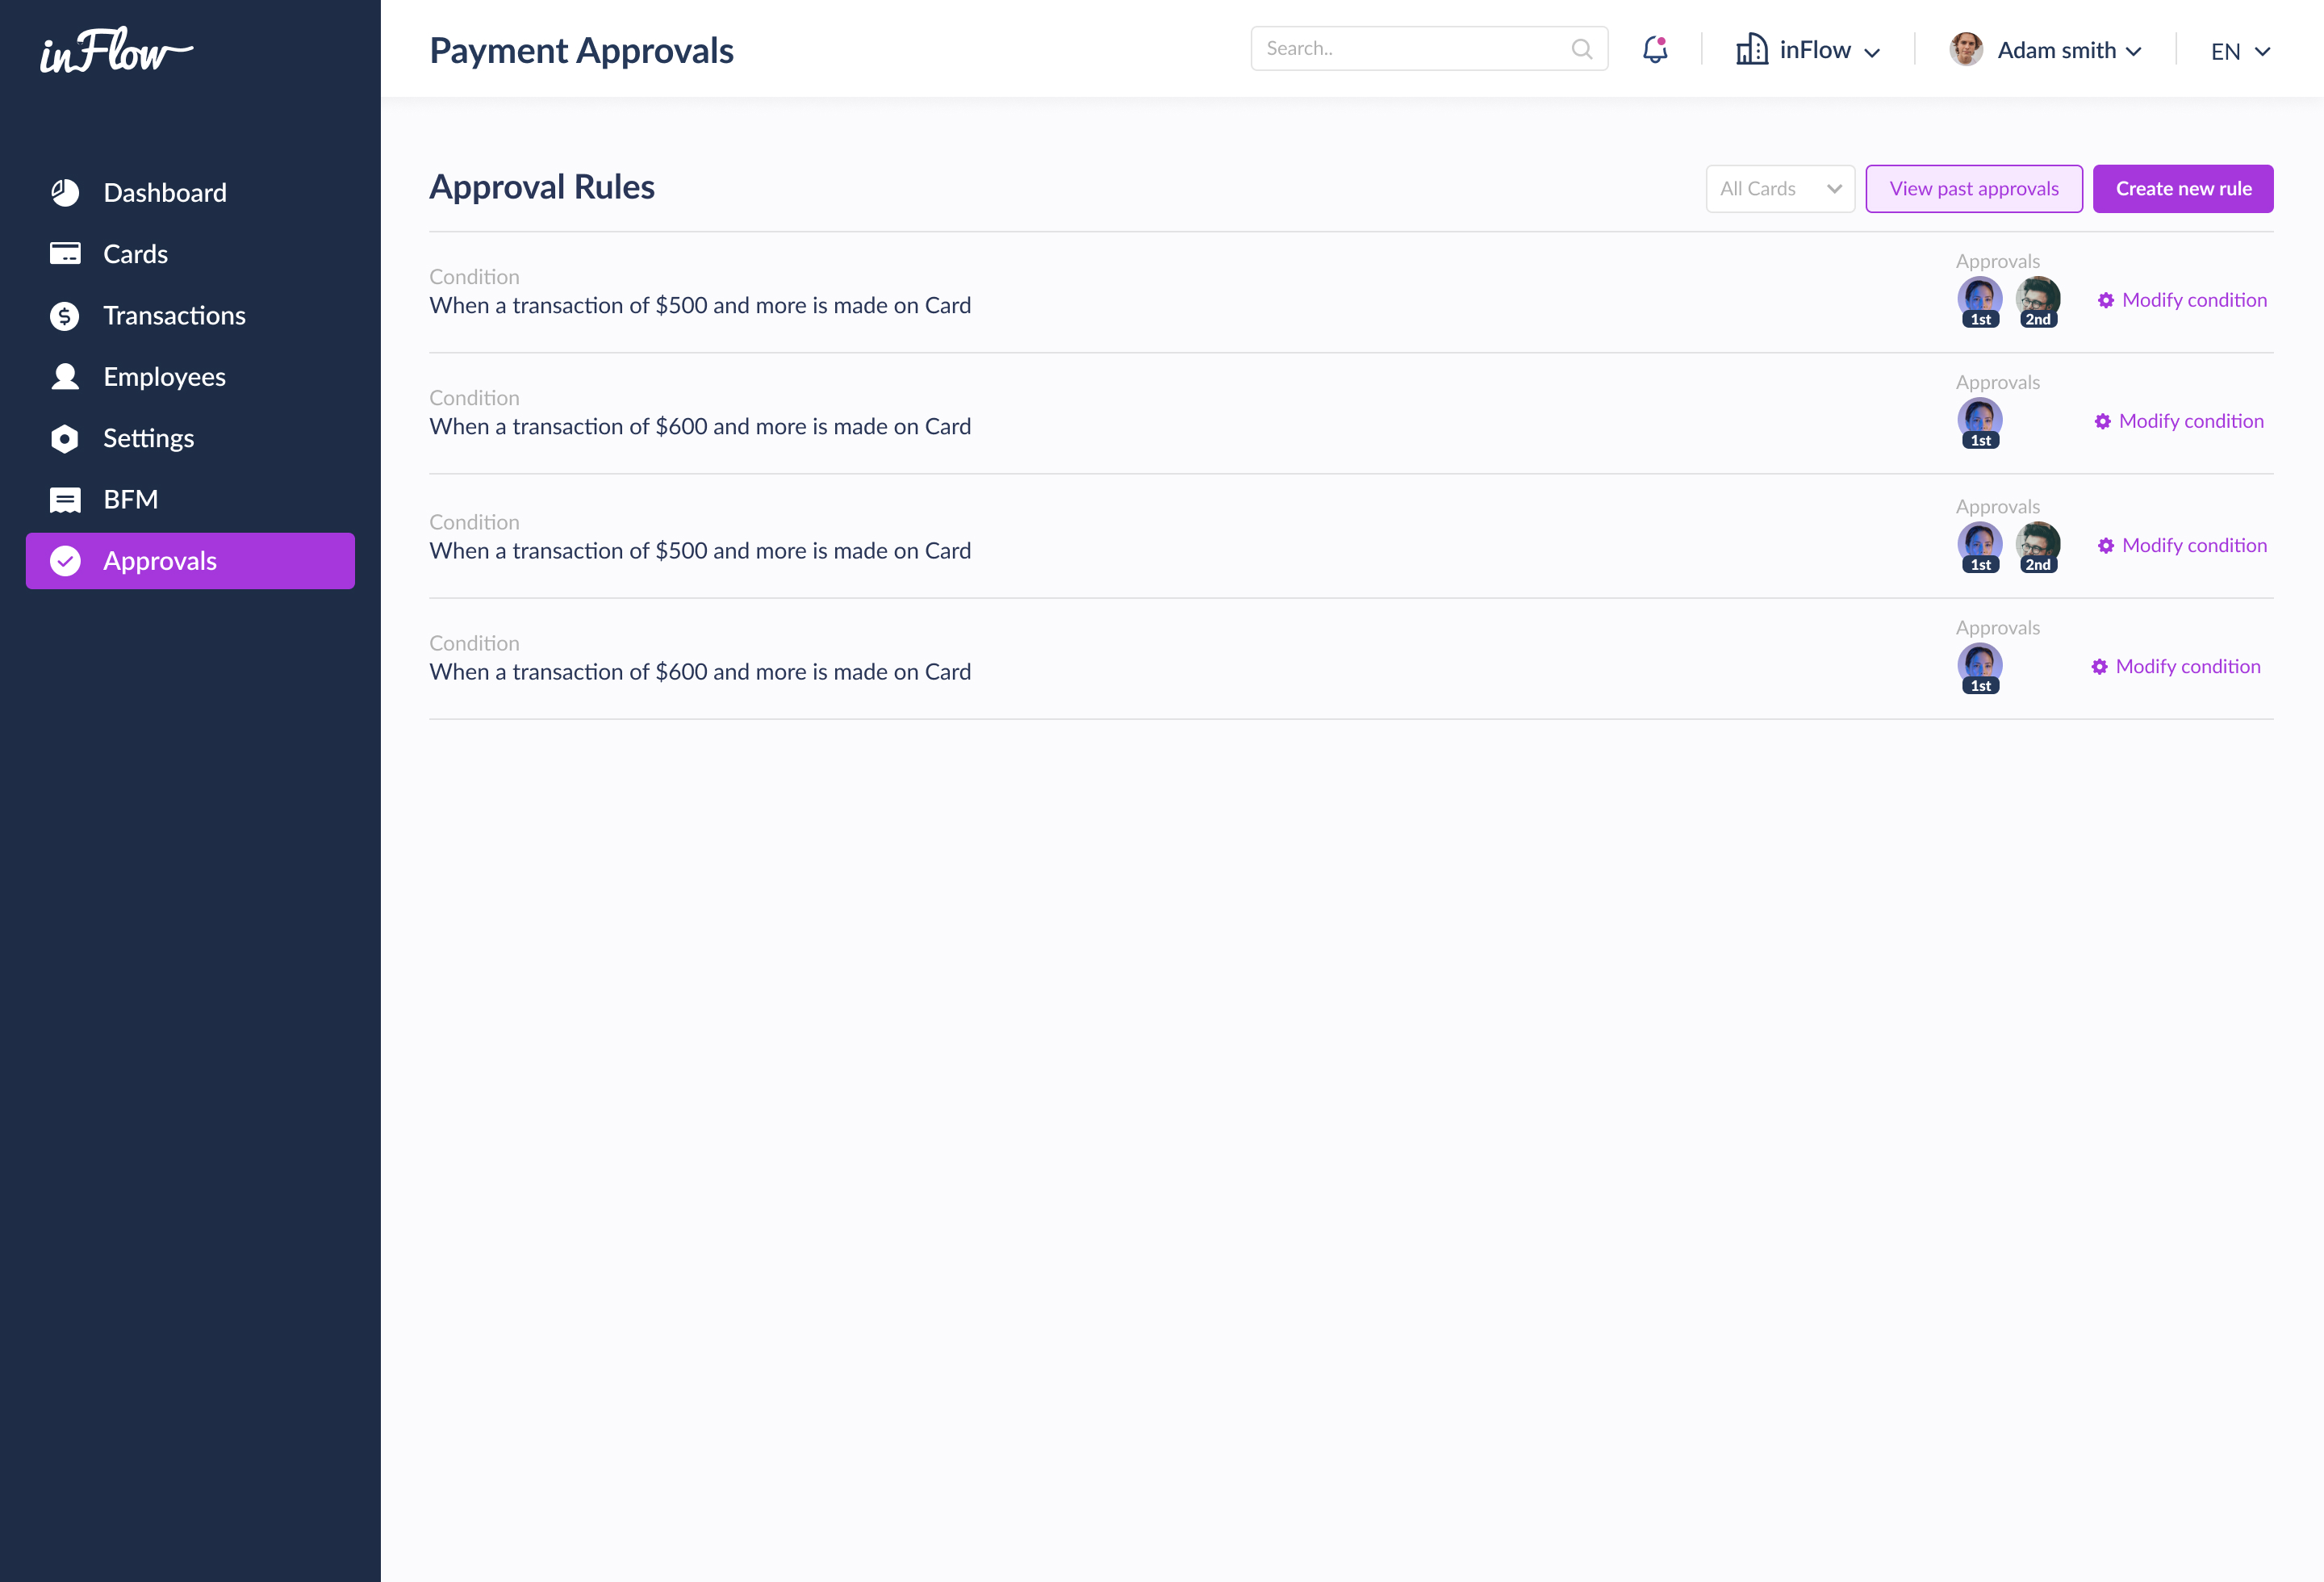 inFlow
Payment Approvals
Search..
inFlow
Adam smith
EN
Dashboard
Cards
Transactions
Employees
Settings
BFM
Approvals
Approval Rules
All Cards
View past approvals
Create new rule
Condition
When a transaction of $500 and more is made on Card
Approvals
1st
2nd
Modify condition
Condition
When a transaction of $600 and more is made on Card
Approvals
1st
Modify condition
Condition
When a transaction of $500 and more is made on Card
Approvals
1st
2nd
Modify condition
Condition
When a transaction of $600 and more is made on Card
Approvals
1st
Modify condition